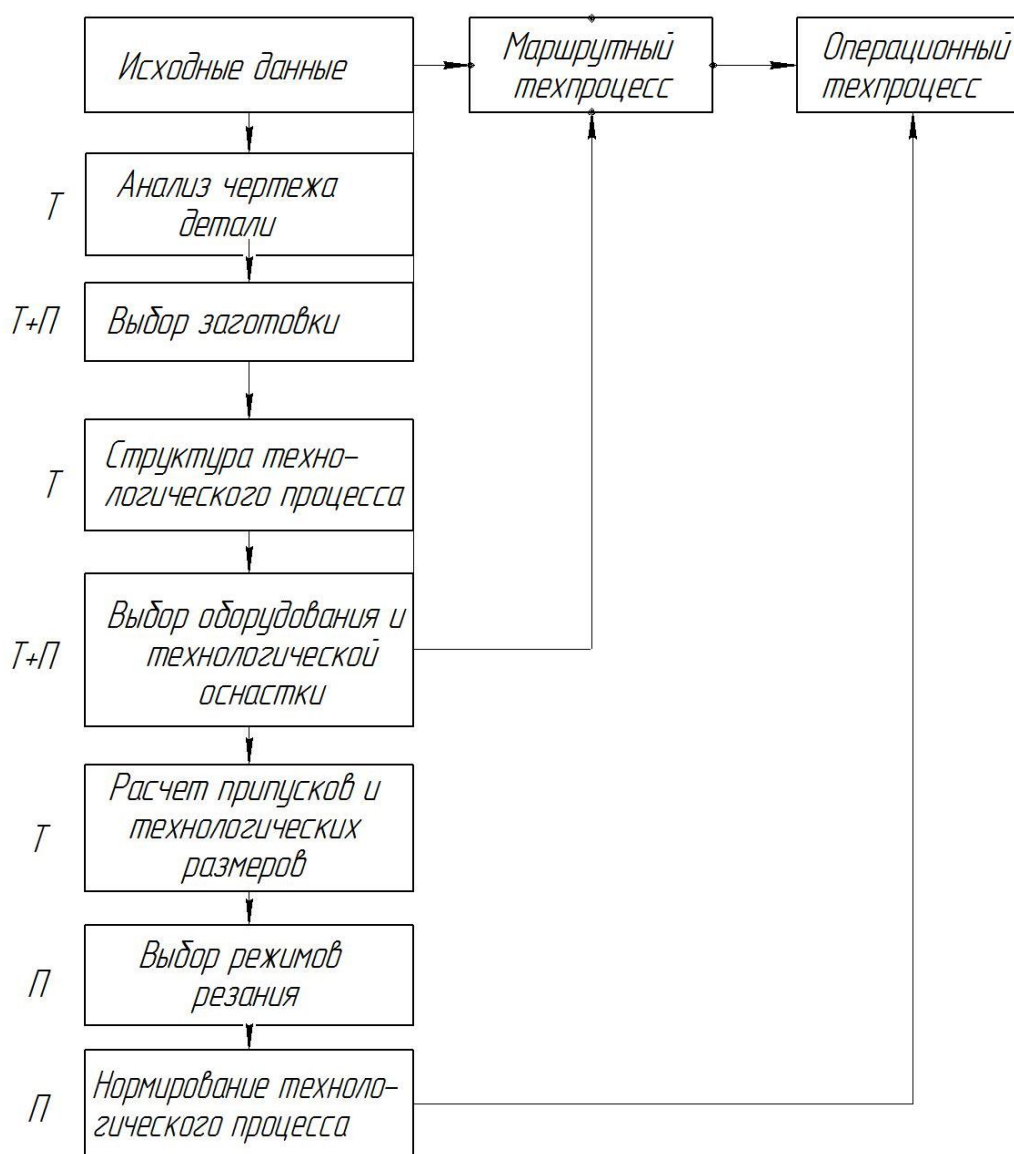 Исходные данные
Маршрутный
техпроцесс
Операционный
техпроцесс
Т
Анализ чертежа
детали
Т+П
Выбор заготовки
Т
Структура техно-
логического процесса
Т+П
Выбор оборудования и
технологической
оснастки
Т
Расчет припусков и
технологических
размеров
П
Выбор режимов
резания
П
Нормирование техноло-
гического процесса